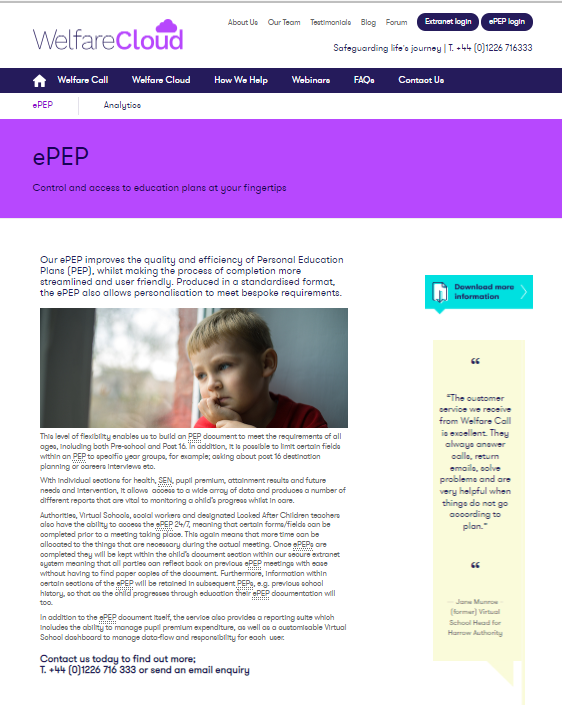 About Us Our Team Testimonials Blog Forum Extranet login ePEP login
WelfareCloud
Safeguarding life's journey | T. +44 (0)1226 716333
Welfare Call Welfare Cloud How We Help Webinars FAQs Contact Us
ePEP Analytics
ePEP
Control and access to education plans at your fingertips
Our ePEP improves the quality and efficiency of Personal Education
Plans (PEP), whilst making the process of completion more
streamlined and user friendly. Produced in a standardised format,
the ePEP also allows personalisation to meet bespoke requirements.
This level of flexibility enables us to build an PEP document to meet the requirements of all
ages, including both Pre-school and Post 16. In addition, it is possible to limit certain fields
within an PEP to specific year groups, for example; asking about post 16 destination
planning or careers interviews etc.
With individual sections for health, SEN, pupil premium, attainment results and future
needs and intervention, it allows access to a wide array of data and produces a number of
different reports that are vital to monitoring a child's progress whilst in care.
Authorities, Virtual Schools, social workers and designated Looked After Children teachers
also have the ability to access the ePEP 24/7, meaning that certain forms/fields can be
completed prior to a meeting taking place. This again means that more time can be
allocated to the things that are necessary during the actual meeting. Once ePEPs are
completed they will be kept within the child's document section within our secure extranet
system meaning that all parties can reflect back on previous ePEP meetings with ease
without having to find paper copies of the document. Furthermore, information within
certain sections of the ePEP will be retained in subsequent PEPs, e.g. previous school
history, so that as the child progresses through education their ePEP documentation will
too.
In addition to the ePEP document itself, the service also provides a reporting suite which
includes the ability to manage pupil premium expenditure, as well as a customisable Virtual
School dashboard to manage data-flow and responsibility for each user.
Contact us today to find out more;
T. +44 (0)1226 716 333 or send an email enquiry
Download more
information
“
"The customer
service we receive
from Welfare Call
is excellent. They
always answer
calls, return
emails, solve
problems and are
very helpful when
things do not go
according to
plan."
“
— Jane Munroe -
(former) Virtual
School Head for
Harrow Authority